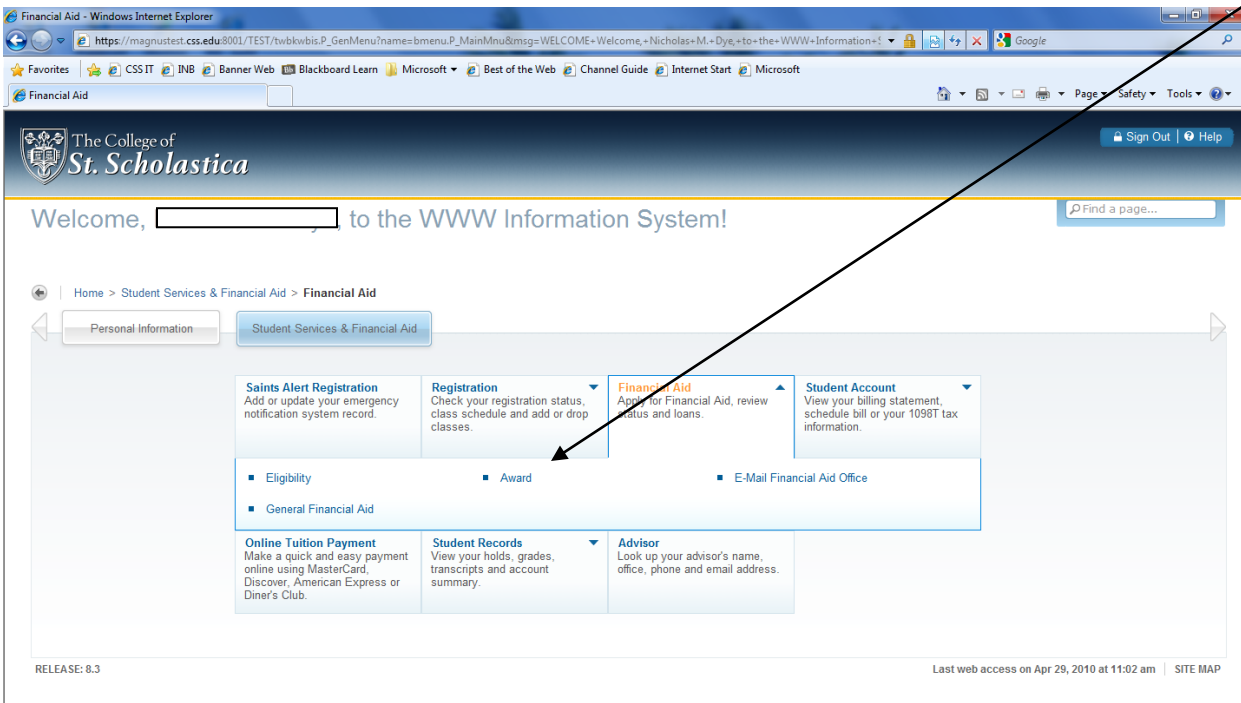 Financial Aid - Windows Internet Explorer
https://magnustest.css.edu:8001/TEST/twbkwbis.P_GenMenu?name=bmenu.P_MainMnu&msg=WELCOME+Welcome,+Nicholas+M.+Dye,+to+the+WWW+Information+
Google
Favorites CSS IT INB Banner Web Blackboard Learn Microsoft Best of the Web Channel Guide Internet Start Microsoft
Financial Aid
Page Safety Tools
The College of
St. Scholastica
Sign Out | Help
Welcome, , to the WWW Information System!
Find a page...
Home > Student Services & Financial Aid > Financial Aid
Personal Information
Student Services & Financial Aid
Saints Alert Registration
Add or update your emergency
notification system record.
Registration
Check your registration status,
class schedule and add or drop
classes.
Financial Aid
Apply for Financial Aid, review
status and loans.
Student Account
View your billing statement,
schedule bill or your 1098T tax
information.
Eligibility
Award
E-Mail Financial Aid Office
General Financial Aid
Online Tuition Payment
Make a quick and easy payment
online using MasterCard,
Discover, American Express or
Diner's Club.
Student Records
View your holds, grades,
transcripts and account
summary.
Advisor
Look up your advisor's name,
office, phone and email address.
RELEASE: 8.3
Last web access on Apr 29, 2010 at 11:02 am | SITE MAP